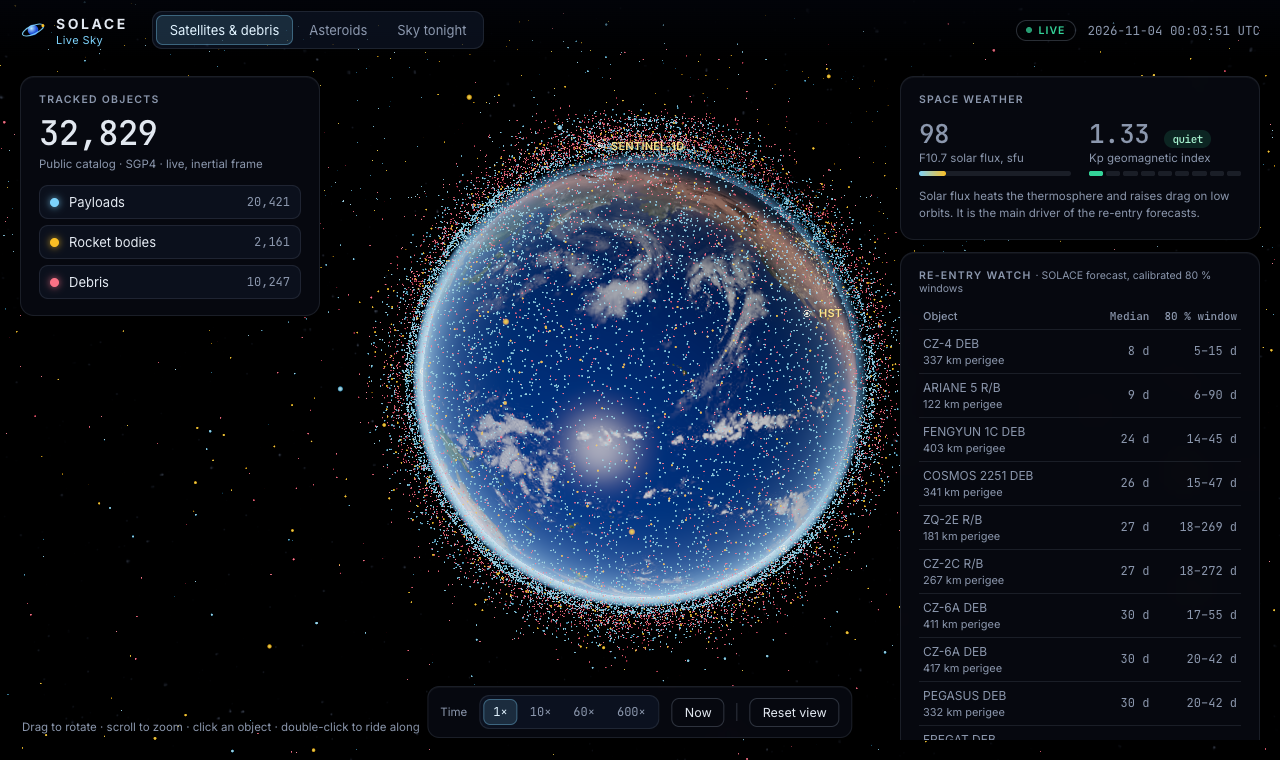 SOLACE
Live Sky
Satellites & debris
Asteroids
Sky tonight
LIVE
2026-11-04 00:03:51 UTC
TRACKED OBJECTS
32,829
Public catalog · SGP4 · live, inertial frame
Payloads 20,421
Rocket bodies 2,161
Debris 10,247
SENTINEL-1D
HST
SPACE WEATHER
98
F10.7 solar flux, sfu
1.33 quiet
Kp geomagnetic index
Solar flux heats the thermosphere and raises drag on low
orbits. It is the main driver of the re-entry forecasts.
RE-ENTRY WATCH · SOLACE forecast, calibrated 80 %
windows
Object Median 80 % window
CZ-4 DEB 8 d 5–15 d
337 km perigee
ARIANE 5 R/B 9 d 6–90 d
122 km perigee
FENGYUN 1C DEB 24 d 14–45 d
403 km perigee
COSMOS 2251 DEB 26 d 15–47 d
341 km perigee
ZQ-2E R/B 27 d 18–269 d
181 km perigee
CZ-2C R/B 27 d 18–272 d
267 km perigee
CZ-6A DEB 30 d 17–55 d
411 km perigee
CZ-6A DEB 30 d 20–42 d
417 km perigee
PEGASUS DEB 30 d 20–42 d
332 km perigee
FREGAT DEB
Time 1× 10× 60× 600× Now Reset view
Drag to rotate · scroll to zoom · click an object · double-click to ride along